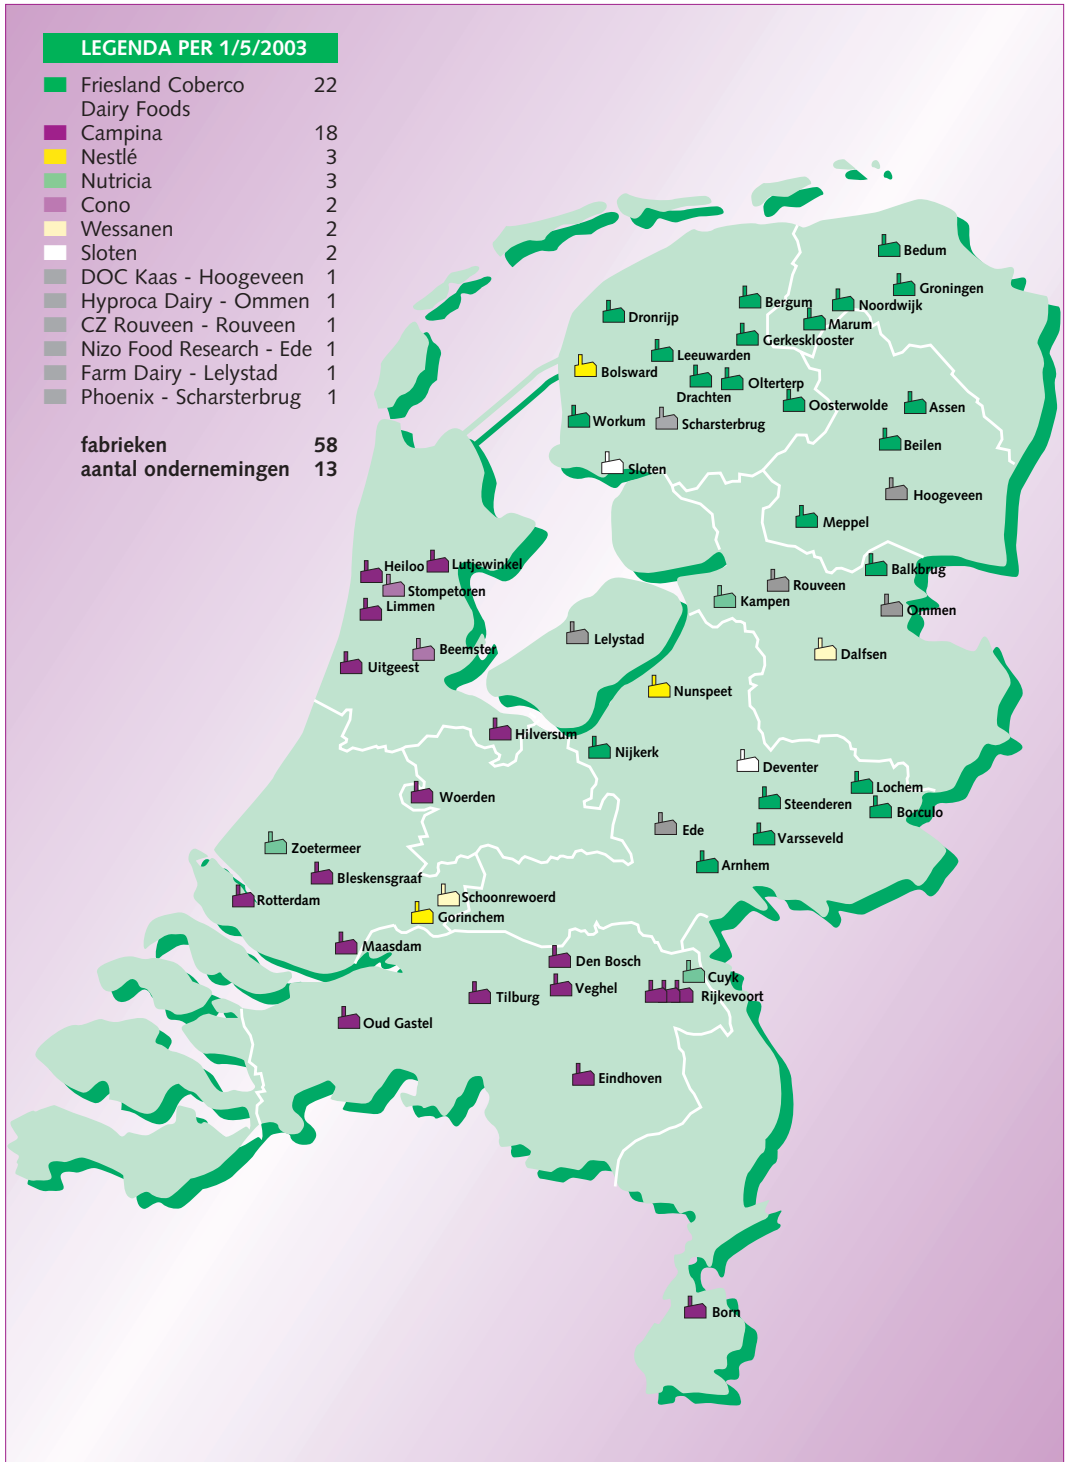 LEGENDA PER 1/5/2003
Friesland Coberco 22
Dairy Foods
Campina 18
Nestlé 3
Nutricia 3
Cono 2
Wessanen 2
Sloten 2
DOC Kaas - Hoogeveen 1
Hyproca Dairy - Ommen 1
CZ Rouveen - Rouveen 1
Nizo Food Research - Ede 1
Farm Dairy - Lelystad 1
Phoenix - Scharsterbrug 1
fabrieken 58
aantal ondernemingen 13
Bedum
Groningen
Bergum
Noordwijk
Dronrijp
Marum
Gerkesklooster
Leeuwarden
Bolsward
Olterterp
Drachten
Oosterwolde
Assen
Workum
Scharsterbrug
Beilen
Sloten
Hoogeveen
Meppel
Heiloo
Lutjewinkel
Balkbrug
Stompetoren
Rouveen
Limmen
Kampen
Ommen
Lelystad
Beemster
Dalfsen
Uitgeest
Nunspeet
Hilversum
Nijkerk
Deventer
Lochem
Woerden
Steenderen
Borculo
Ede
Varsseveld
Zoetermeer
Arnhem
Bleskensgraaf
Schoonrewoerd
Rotterdam
Gorinchem
Maasdam
Den Bosch
Cuyk
Veghel
Tilburg
Rijkevoort
Oud Gastel
Eindhoven
Born